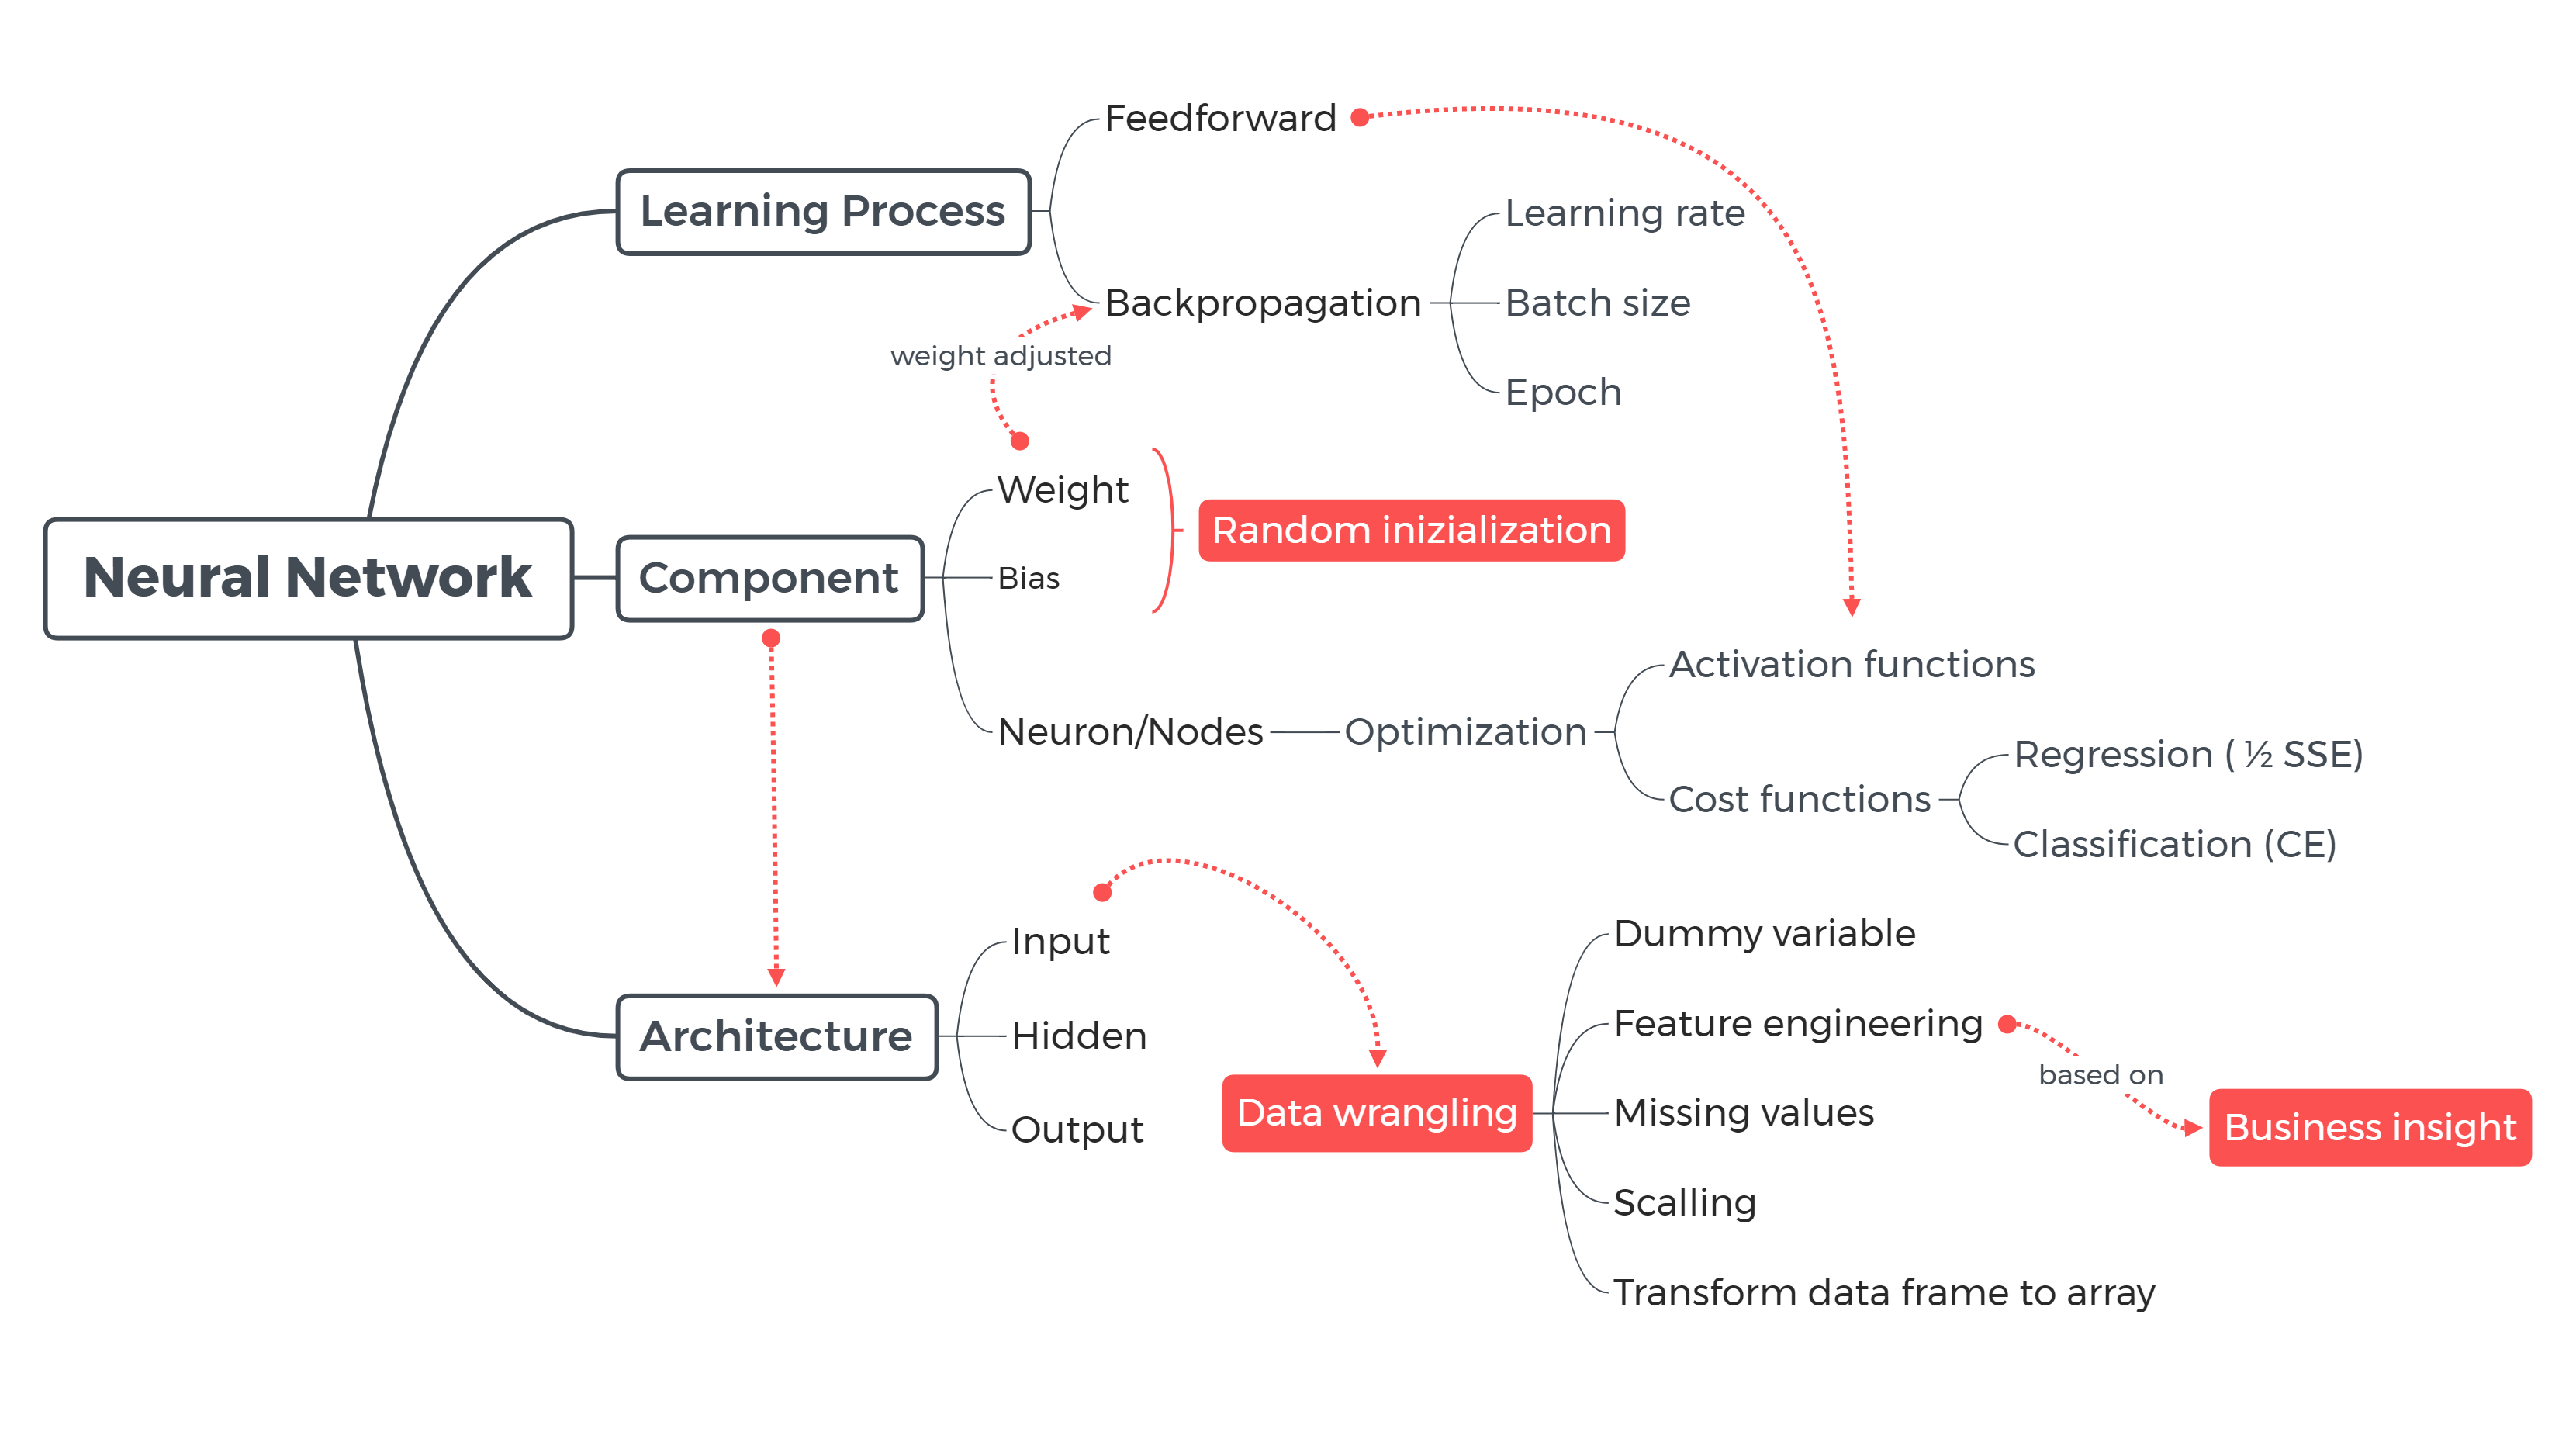 Neural Network
Learning Process
Feedforward
Backpropagation
Learning rate
Batch size
Epoch
weight adjusted
Component
Weight
Bias
Random inizialization
Neuron/Nodes
Optimization
Activation functions
Cost functions
Regression ( ½ SSE)
Classification (CE)
Architecture
Input
Hidden
Output
Data wrangling
Dummy variable
Feature engineering
Missing values
Scalling
Transform data frame to array
based on
Business insight